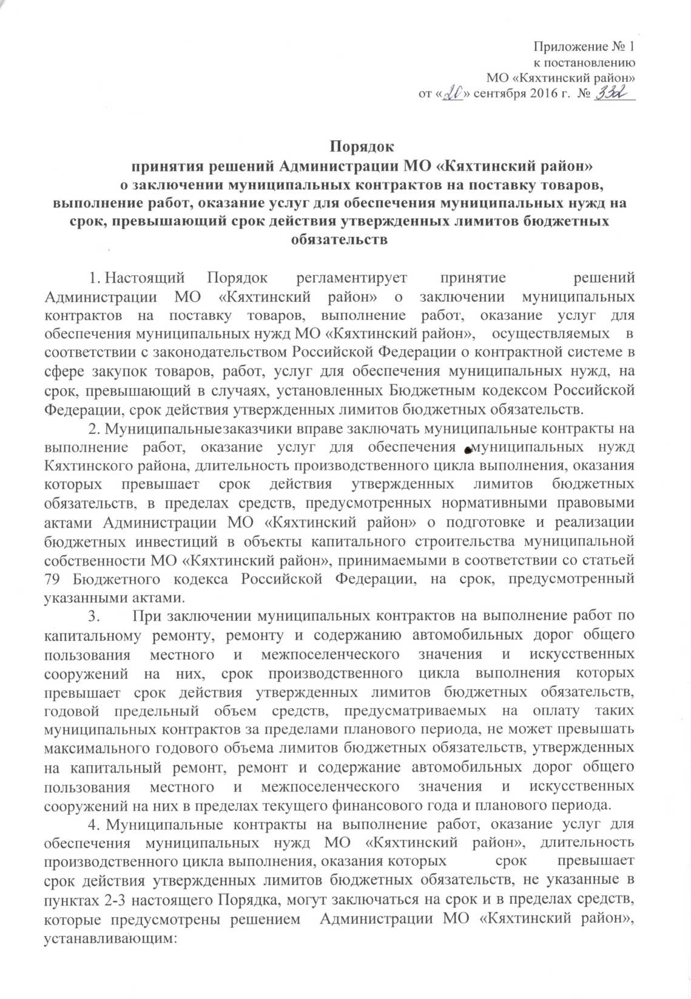 Приложение № 1
к постановлению
МО «Кяхтинский район»
от «20» сентября 2016 г. № 332
Порядок
принятия решений Администрации МО «Кяхтинский район»
о заключении муниципальных контрактов на поставку товаров,
выполнение работ, оказание услуг для обеспечения муниципальных нужд на
срок, превышающий срок действия утвержденных лимитов бюджетных
обязательств
1. Настоящий Порядок регламентирует принятие решений
Администрации МО «Кяхтинский район» о заключении муниципальных
контрактов на поставку товаров, выполнение работ, оказание услуг для
обеспечения муниципальных нужд МО «Кяхтинский район», осуществляемых в
соответствии с законодательством Российской Федерации о контрактной системе в
сфере закупок товаров, работ, услуг для обеспечения муниципальных нужд, на
срок, превышающий в случаях, установленных Бюджетным кодексом Российской
Федерации, срок действия утвержденных лимитов бюджетных обязательств.
2. Муниципальныезаказчики вправе заключать муниципальные контракты на
выполнение работ, оказание услуг для обеспечения муниципальных нужд
Кяхтинского района, длительность производственного цикла выполнения, оказания
которых превышает срок действия утвержденных лимитов бюджетных
обязательств, в пределах средств, предусмотренных нормативными правовыми
актами Администрации МО «Кяхтинский район» о подготовке и реализации
бюджетных инвестиций в объекты капитального строительства муниципальной
собственности МО «Кяхтинский район», принимаемыми в соответствии со статьей
79 Бюджетного кодекса Российской Федерации, на срок, предусмотренный
указанными актами.
3. При заключении муниципальных контрактов на выполнение работ по
капитальному ремонту, ремонту и содержанию автомобильных дорог общего
пользования местного и межпоселенческого значения и искусственных
сооружений на них, срок производственного цикла выполнения которых
превышает срок действия утвержденных лимитов бюджетных обязательств,
годовой предельный объем средств, предусматриваемых на оплату таких
муниципальных контрактов за пределами планового периода, не может превышать
максимального годового объема лимитов бюджетных обязательств, утвержденных
на капитальный ремонт, ремонт и содержание автомобильных дорог общего
пользования местного и межпоселенческого значения и искусственных
сооружений на них в пределах текущего финансового года и планового периода.
4. Муниципальные контракты на выполнение работ, оказание услуг для
обеспечения муниципальных нужд МО «Кяхтинский район», длительность
производственного цикла выполнения, оказания которых срок превышает
срок действия утвержденных лимитов бюджетных обязательств, не указанные в
пунктах 2-3 настоящего Порядка, могут заключаться на срок и в пределах средств,
которые предусмотрены решением Администрации МО «Кяхтинский район»,
устанавливающим: